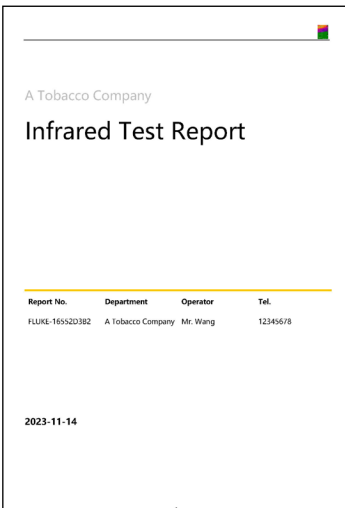 A Tobacco Company
Infrared Test Report
Report No. Department Operator Tel.
FLUKE-16552D3B2 A Tobacco Company Mr. Wang 12345678
2023-11-14